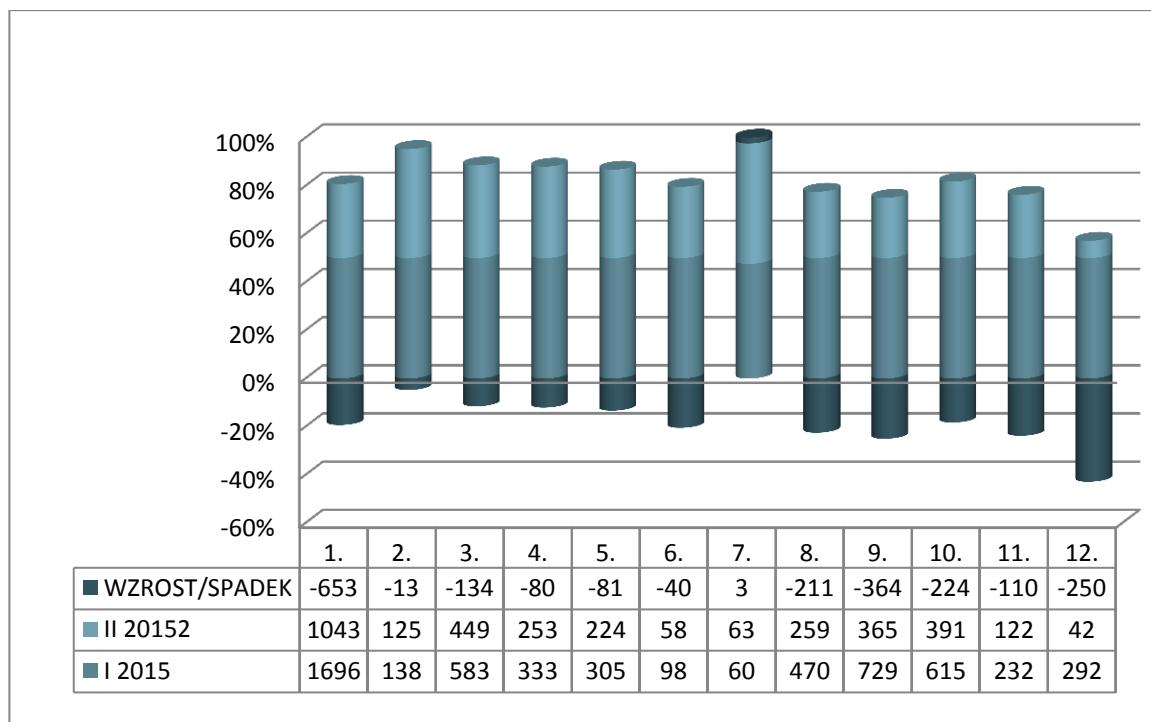 100%
80%
60%
40%
20%
0%
-20%
-40%
-60%
1. 2. 3. 4. 5. 6. 7. 8. 9. 10. 11. 12.
WZROST/SPADEK -653 -13 -134 -80 -81 -40 3 -211 -364 -224 -110 -250
II 20152 1043 125 449 253 224 58 63 259 365 391 122 42
I 2015 1696 138 583 333 305 98 60 470 729 615 232 292